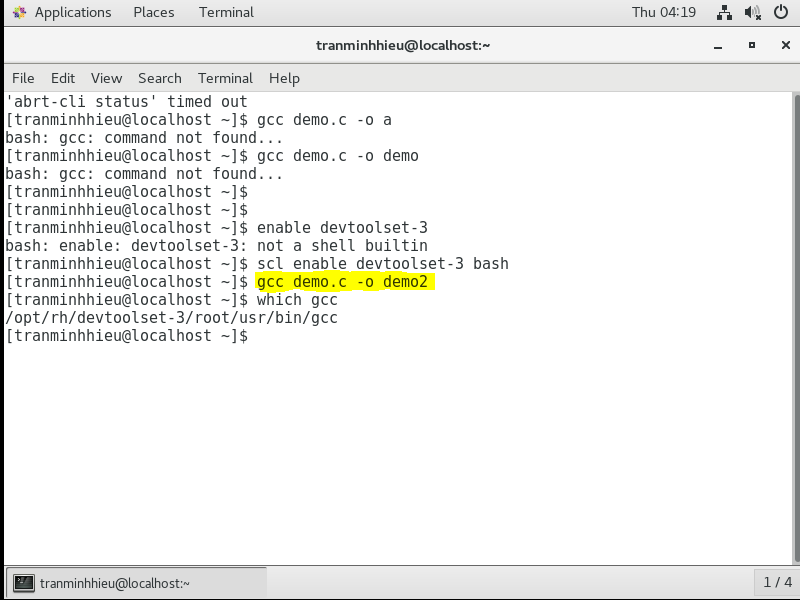 Applications Places Terminal Thu 04:19
tranminhhieu@localhost:~
File Edit View Search Terminal Help
'abrt-cli status' timed out
[tranminhhieu@localhost ~]$ gcc demo.c -o a
bash: gcc: command not found...
[tranminhhieu@localhost ~]$ gcc demo.c -o demo
bash: gcc: command not found...
[tranminhhieu@localhost ~]$
[tranminhhieu@localhost ~]$
[tranminhhieu@localhost ~]$ enable devtoolset-3
bash: enable: devtoolset-3: not a shell builtin
[tranminhhieu@localhost ~]$ scl enable devtoolset-3 bash
[tranminhhieu@localhost ~]$ gcc demo.c -o demo2
[tranminhhieu@localhost ~]$ which gcc
/opt/rh/devtoolset-3/root/usr/bin/gcc
[tranminhhieu@localhost ~]$
tranminhhieu@localhost:~ 1 / 4